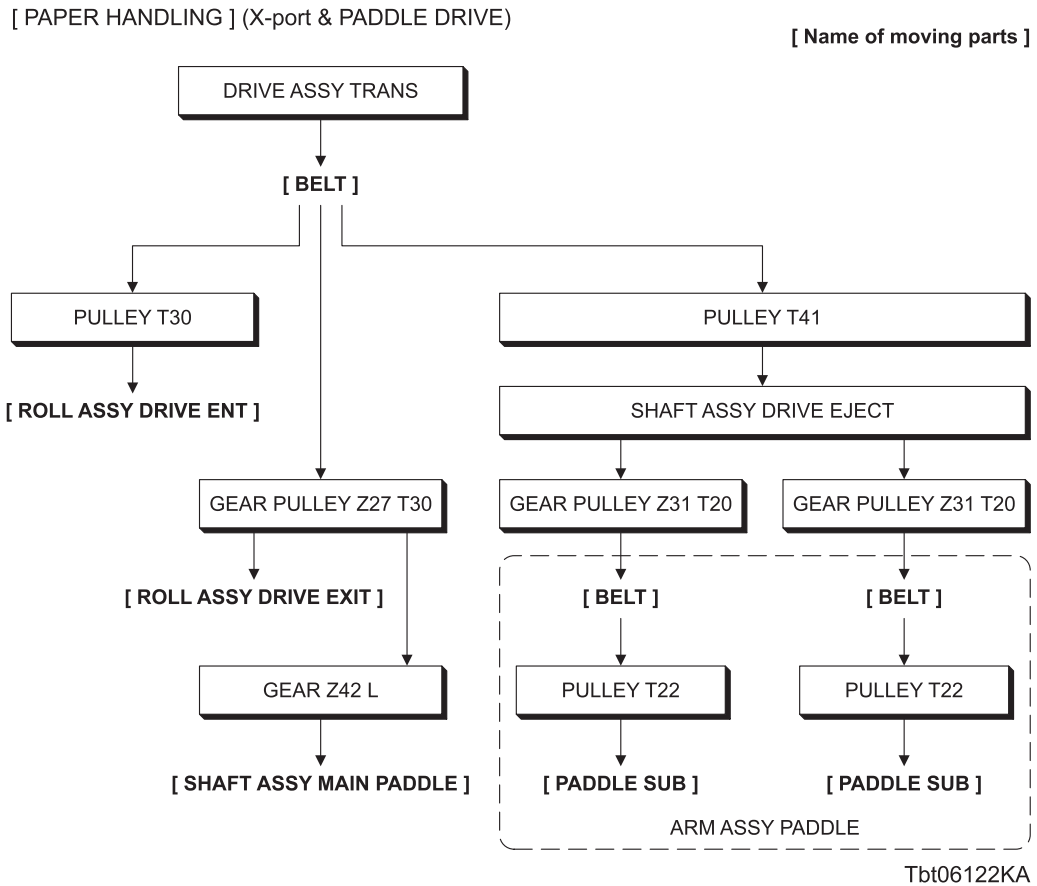 [ PAPER HANDLING ] (X-port & PADDLE DRIVE)
[ Name of moving parts ]
DRIVE ASSY TRANS
[ BELT ]
PULLEY T30
PULLEY T41
[ ROLL ASSY DRIVE ENT ]
SHAFT ASSY DRIVE EJECT
GEAR PULLEY Z27 T30
GEAR PULLEY Z31 T20
GEAR PULLEY Z31 T20
[ ROLL ASSY DRIVE EXIT ]
[ BELT ]
[ BELT ]
GEAR Z42 L
PULLEY T22
PULLEY T22
[ SHAFT ASSY MAIN PADDLE ]
[ PADDLE SUB ]
[ PADDLE SUB ]
ARM ASSY PADDLE
Tbt06122KA